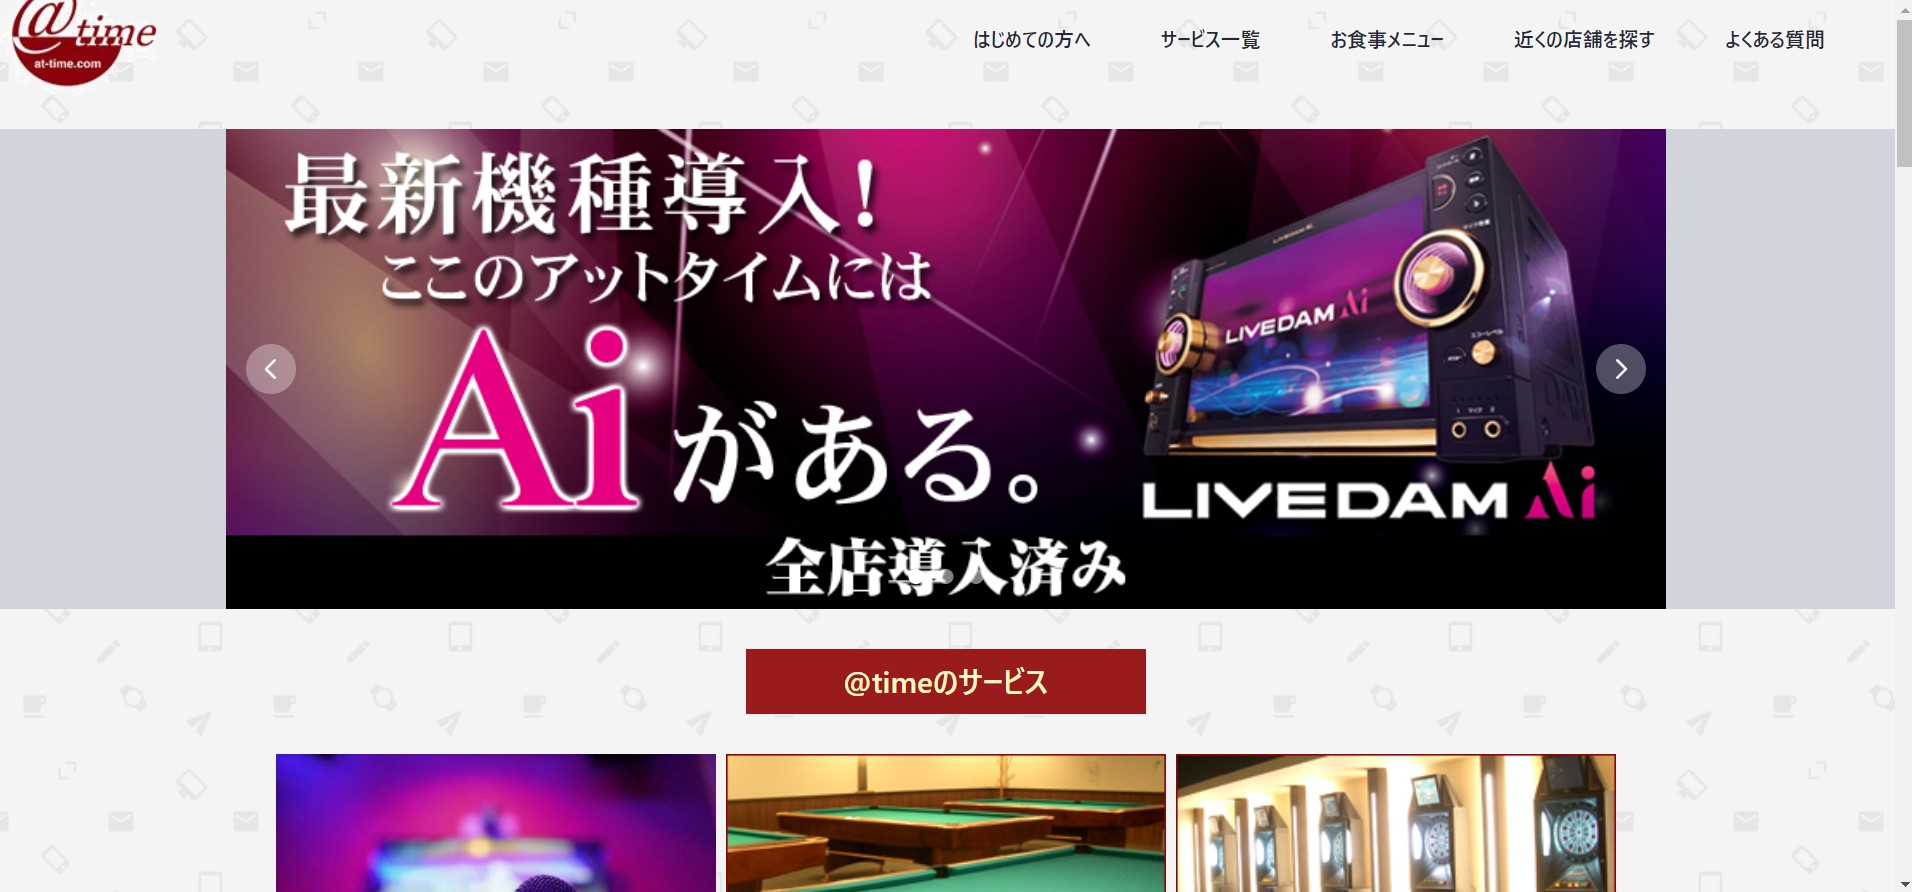 @time
at-time.com
はじめての方へ
サービス一覧
お食事メニュー
近くの店舗を探す
よくある質問
最新機種導入!
ここのアットタイムには
Aiがある。
LIVEDAM Ai
LIVEDAM Ai
全店導入済み
@timeのサービス